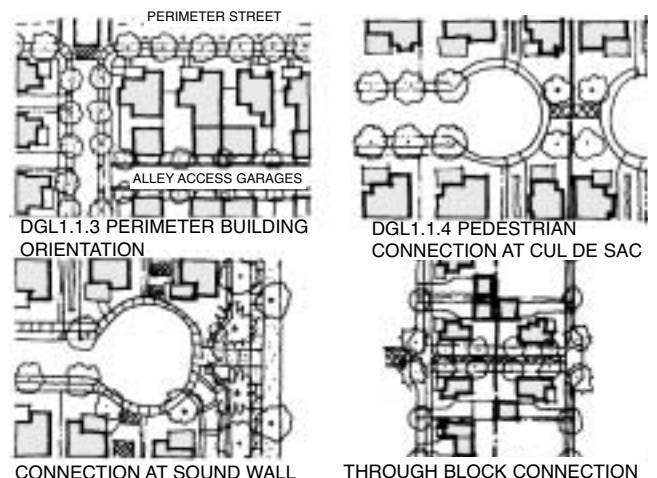 PERIMETER STREET
ALLEY ACCESS GARAGES
DGL1.1.3 PERIMETER BUILDING
ORIENTATION
DGL1.1.4 PEDESTRIAN
CONNECTION AT CUL DE SAC
CONNECTION AT SOUND WALL
THROUGH BLOCK CONNECTION